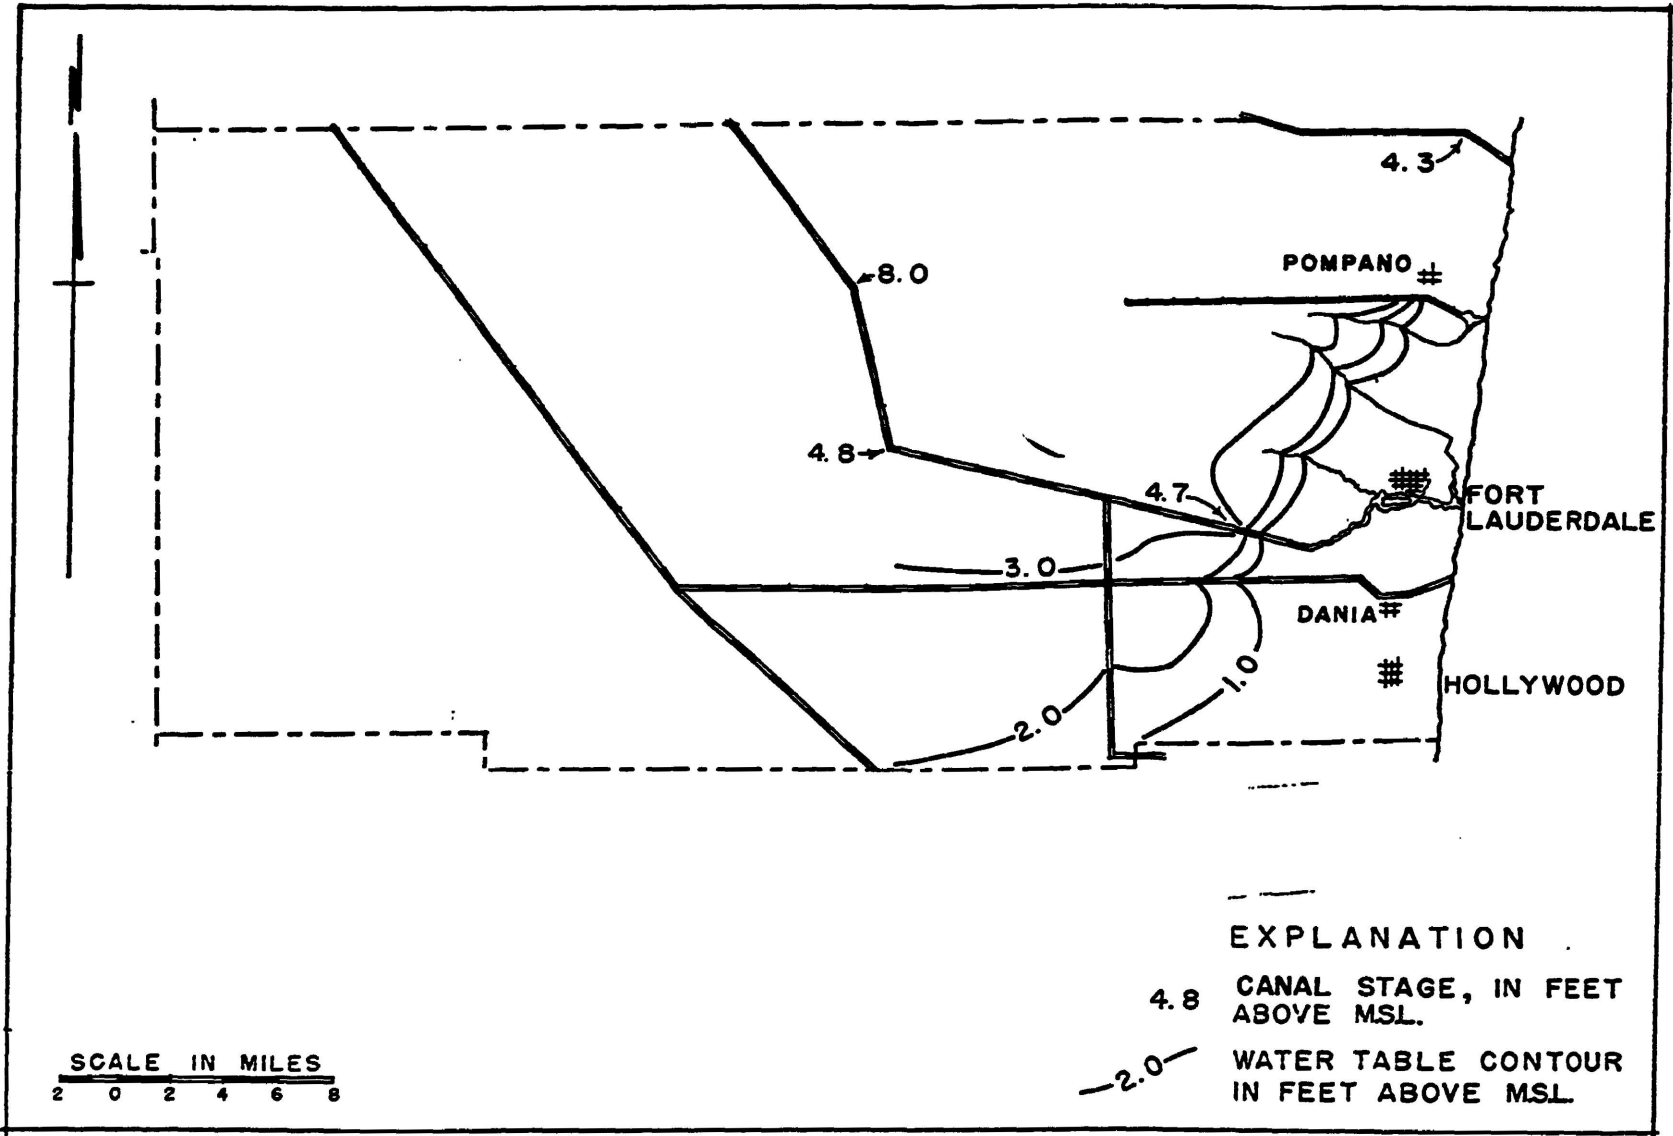 4.3
POMPANO
8.0
4.8
4.7
FORT
LAUDERDALE
3.0
DANIA
1.0
HOLLYWOOD
2.0
EXPLANATION
4.8 CANAL STAGE, IN FEET
ABOVE M.S.L.
2.0 WATER TABLE CONTOUR
IN FEET ABOVE M.S.L.
SCALE IN MILES
2 0 2 4 6 8